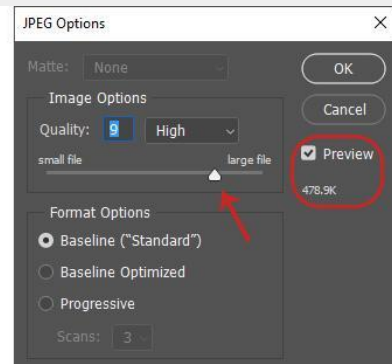 JPEG Options
Matte: None
OK
Image Options
Cancel
Quality: 9 High
Preview
small file large file
478.9K
Format Options
Baseline ("Standard")
Baseline Optimized
Progressive
Scans: 3